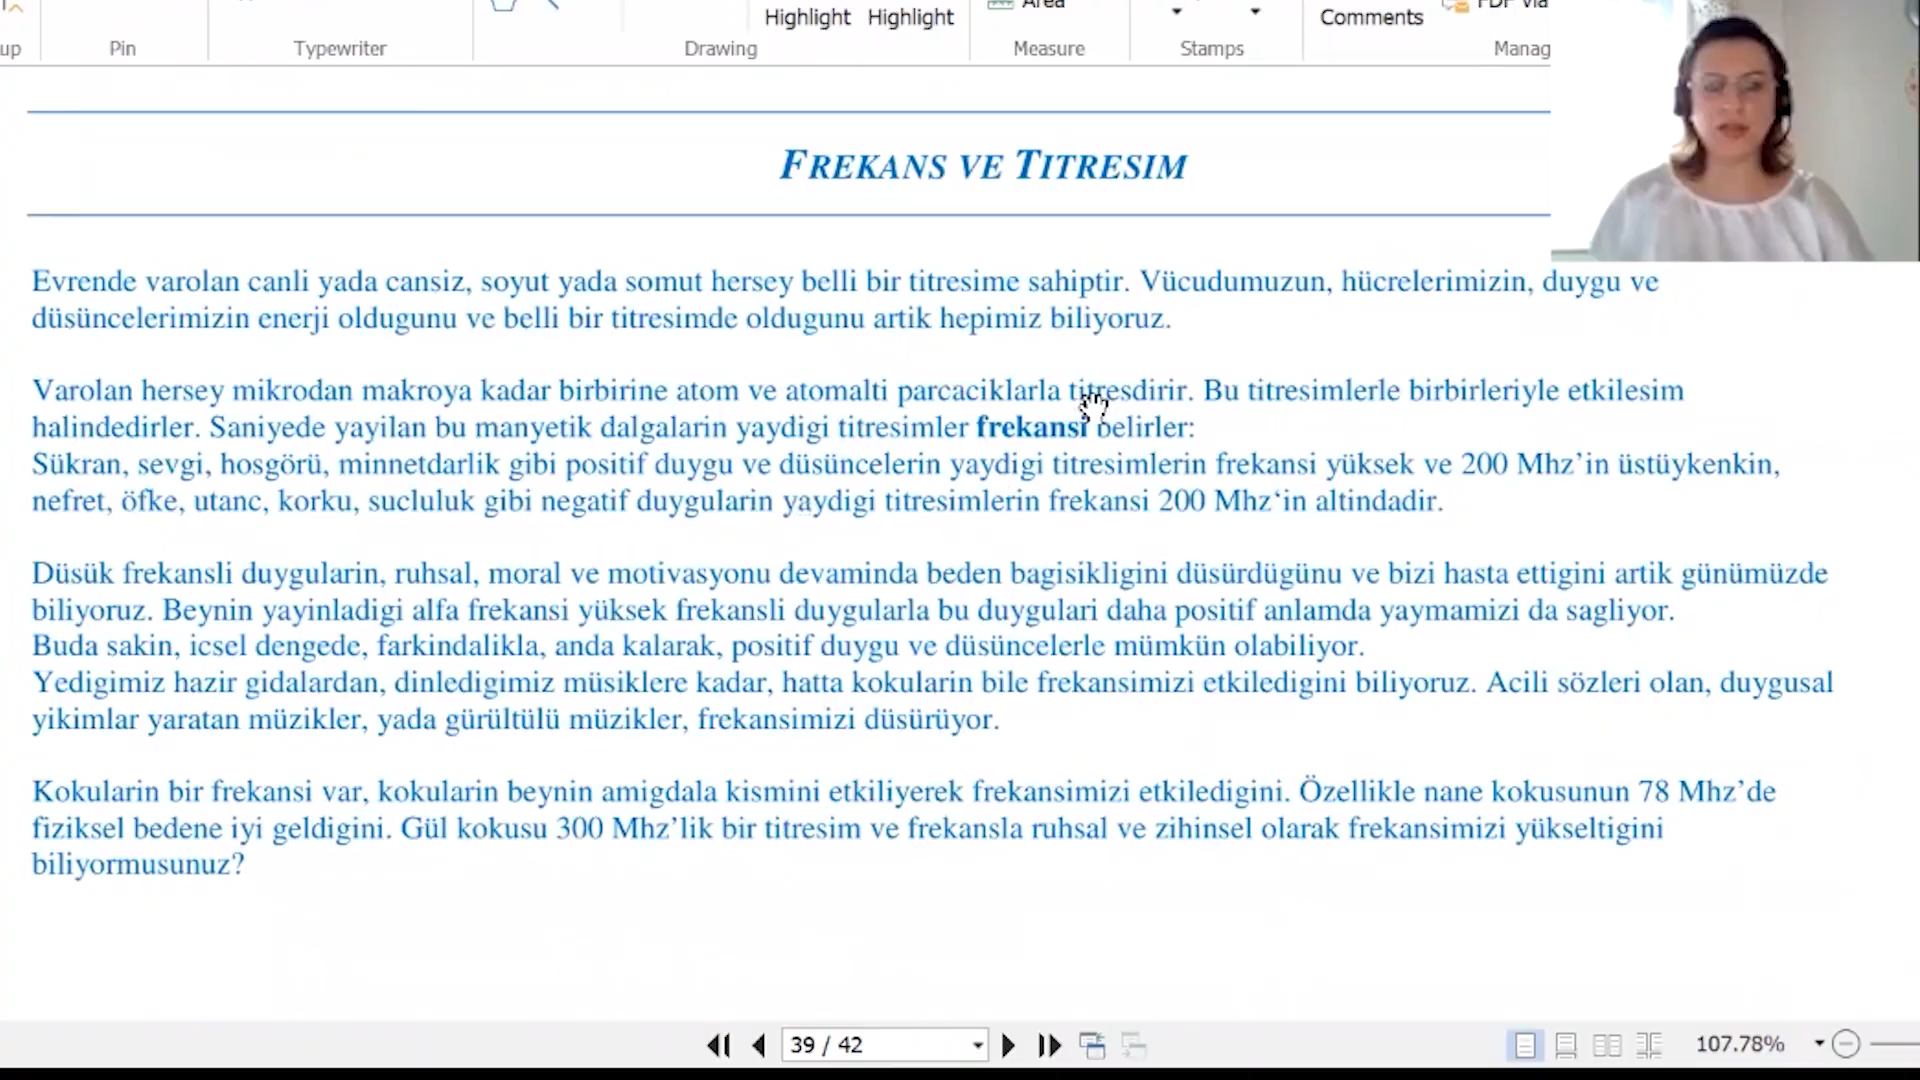 up
Pin
Typewriter
Drawing
Highlight
Highlight
Area
Measure
Stamps
Comments
Manag
FREKANS VE TITRESIM
Evrende varolan canli yada cansiz, soyut yada somut hersey belli bir titresime sahiptir. Vücudumuzun, hücrelerimizin, duygu ve
düsüncelerimizin enerji oldugunu ve belli bir titresimde oldugunu artik hepimiz biliyoruz.
Varolan hersey mikrodan makroya kadar birbirine atom ve atomalti parcaciklarla titresdirir. Bu titresimlerle birbirleriyle etkilesim
halindedirler. Saniyede yayilan bu manyetik dalgalarin yaydigi titresimler frekansi belirler:
Sükran, sevgi, hosgörü, minnetdarlik gibi positif duygu ve düsüncelerin yaydigi titresimlerin frekansi yüksek ve 200 Mhz’in üstüykenkin,
nefret, öfke, utanc, korku, sucluluk gibi negatif duygularin yaydigi titresimlerin frekansi 200 Mhz‘in altindadir.
Düsük frekansli duygularin, ruhsal, moral ve motivasyonu devaminda beden bagisikligini düsürdügünu ve bizi hasta ettigini artik günümüzde
biliyoruz. Beynin yayinladigi alfa frekansi yüksek frekansli duygularla bu duygulari daha positif anlamda yaymamizi da sagliyor.
Buda sakin, icsel dengede, farkindalikla, anda kalarak, positif duygu ve düsüncelerle mümkün olabiliyor.
Yedigimiz hazir gidalardan, dinledigimiz müsiklere kadar, hatta kokularin bile frekansimizi etkiledigini biliyoruz. Acili sözleri olan, duygusal
yikimlar yaratan müzikler, yada gürültülü müzikler, frekansimizi düsürüyor.
Kokularin bir frekansi var, kokularin beynin amigdala kismini etkiliyerek frekansimizi etkiledigini. Özellikle nane kokusunun 78 Mhz’de
fiziksel bedene iyi geldigini. Gül kokusu 300 Mhz’lik bir titresim ve frekansla ruhsal ve zihinsel olarak frekansimizi yükseltigini
biliyormusunuz?
39 / 42
107.78%